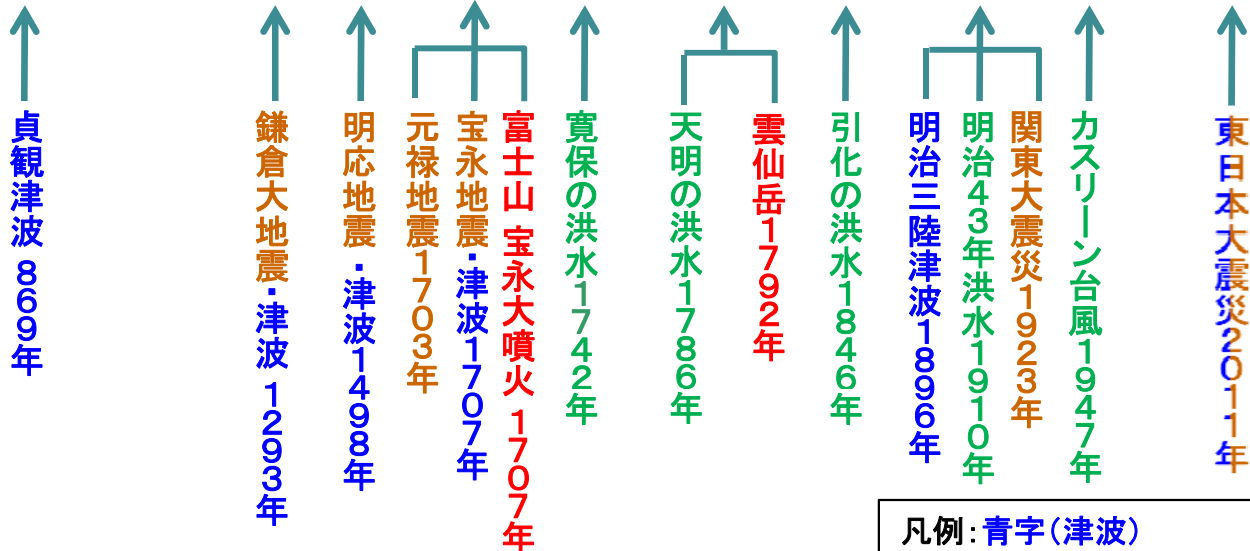 貞観津波 869年
鎌倉大地震・津波 1293年
明応地震・津波1498年
元禄地震1703年
宝永地震・津波1707年
富士山 宝永大噴火 1707年
寛保の洪水1742年
天明の洪水1786年
雲仙岳1792年
引化の洪水1846年
明治三陸津波1896年
明治43年洪水1910年
関東大震災1923年
カスリーン台風1947年
東日本大震災2011年
凡例:青字(津波)